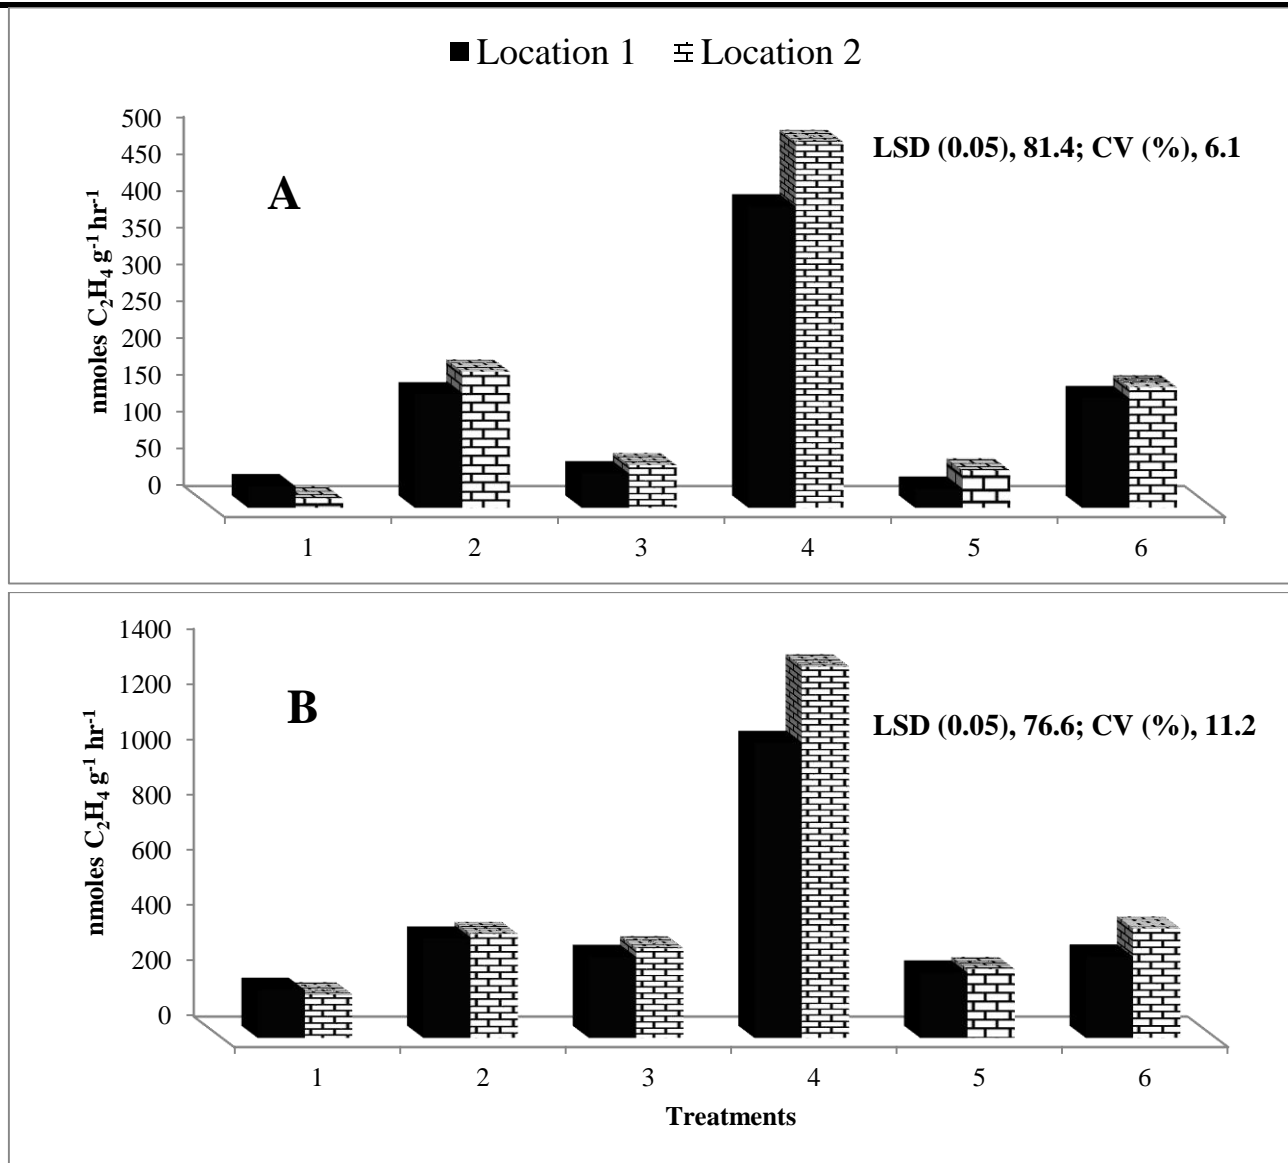 Location 1 Location 2
500
450
400
350
300
250
200
150
100
50
0
nmoles C₂H₄ g⁻¹ hr⁻¹
A
LSD (0.05), 81.4; CV (%), 6.1
1 2 3 4 5 6
1400
1200
1000
800
600
400
200
0
nmoles C₂H₄ g⁻¹ hr⁻¹
B
LSD (0.05), 76.6; CV (%), 11.2
1 2 3 4 5 6
Treatments